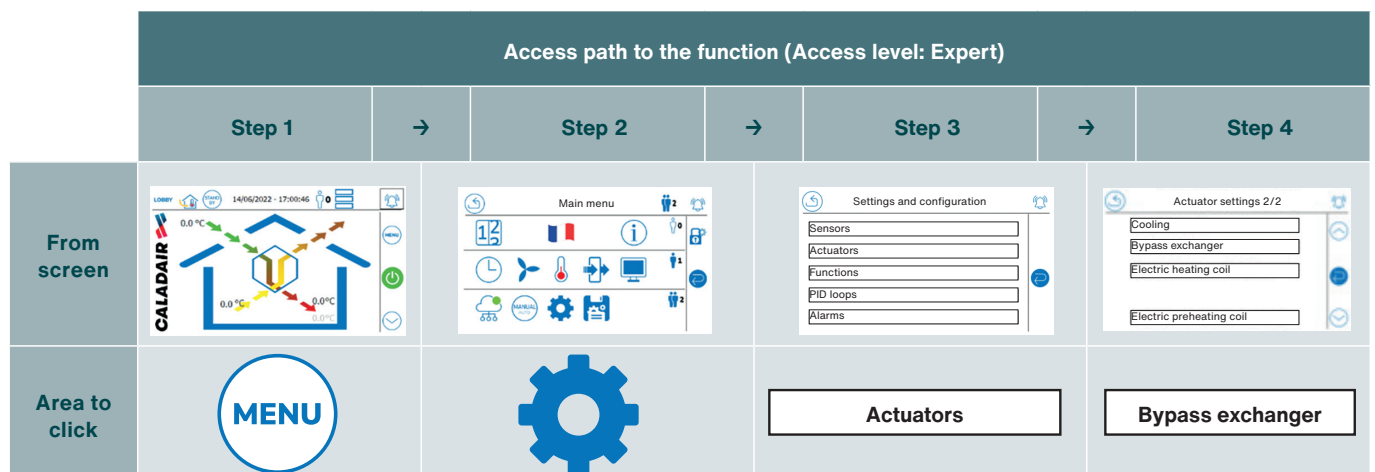 Access path to the function (Access level: Expert)
Step 1 → Step 2 → Step 3 → Step 4
From
screen
LOBBY STAND BY 14/06/2022 - 17:00:46 0
CALADAIR
0.0 °C
0.0 °C
0.0°C
0.0°C
MENU
Main menu 2
1 2 2 i 0
1
MANUAL AUTO 2
Settings and configuration
Sensors
Actuators
Functions
PID loops
Alarms
Actuator settings 2/2
Cooling
Bypass exchanger
Electric heating coil
Electric preheating coil
Area to
click
MENU
Actuators
Bypass exchanger